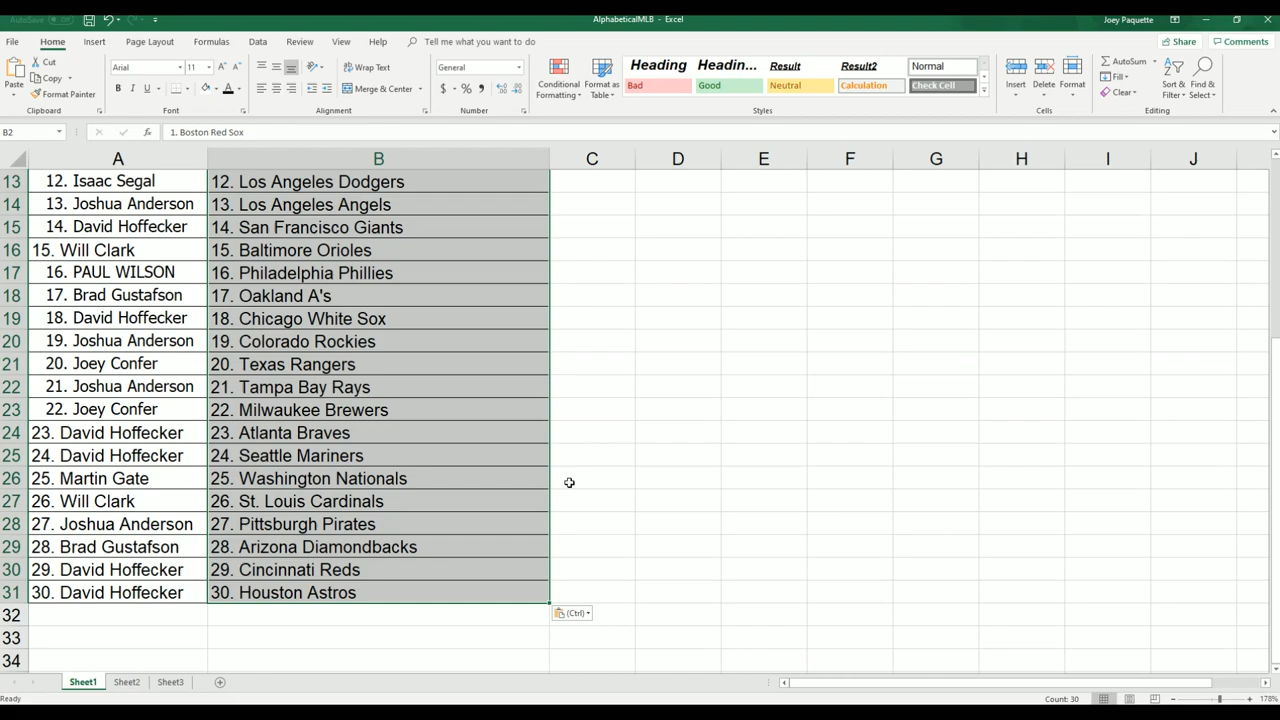 AutoSave Off
AlphabeticalMLB - Excel
Joey Paquette
File Home Insert Page Layout Formulas Data Review View Help Tell me what you want to do
Share Comments
Paste
Cut
Copy
Format Painter
Clipboard
Arial 11
B I U
Font
Wrap Text
Merge & Center
Alignment
General
$ % ,
Number
Conditional Formatting
Format as Table
Heading Headin... Result Result2 Normal
Bad Good Neutral Calculation Check Cell
Styles
Insert Delete Format
Cells
AutoSum
Fill
Clear
Sort & Filter
Find & Select
Editing
B2 fx 1. Boston Red Sox
A B C D E F G H I J
13 12. Isaac Segal 12. Los Angeles Dodgers
14 13. Joshua Anderson 13. Los Angeles Angels
15 14. David Hoffecker 14. San Francisco Giants
16 15. Will Clark 15. Baltimore Orioles
17 16. PAUL WILSON 16. Philadelphia Phillies
18 17. Brad Gustafson 17. Oakland A's
19 18. David Hoffecker 18. Chicago White Sox
20 19. Joshua Anderson 19. Colorado Rockies
21 20. Joey Confer 20. Texas Rangers
22 21. Joshua Anderson 21. Tampa Bay Rays
23 22. Joey Confer 22. Milwaukee Brewers
24 23. David Hoffecker 23. Atlanta Braves
25 24. David Hoffecker 24. Seattle Mariners
26 25. Martin Gate 25. Washington Nationals
27 26. Will Clark 26. St. Louis Cardinals
28 27. Joshua Anderson 27. Pittsburgh Pirates
29 28. Brad Gustafson 28. Arizona Diamondbacks
30 29. David Hoffecker 29. Cincinnati Reds
31 30. David Hoffecker 30. Houston Astros
32 (Ctrl)
33
34
Sheet1 Sheet2 Sheet3
Ready Count: 30 178%